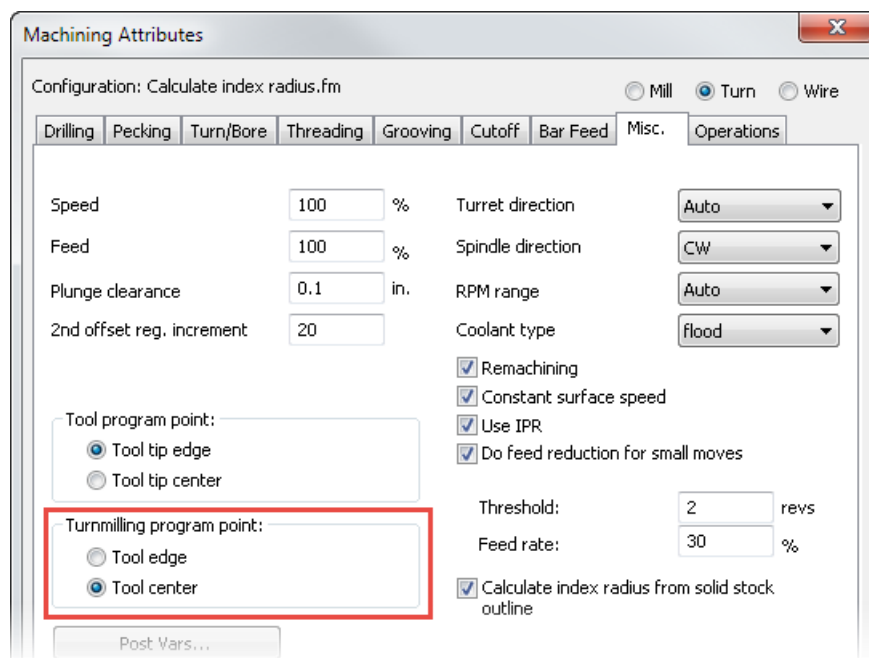 Machining Attributes
X
Configuration: Calculate index radius.fm
Mill
Turn
Wire
Drilling
Pecking
Turn/Bore
Threading
Grooving
Cutoff
Bar Feed
Misc.
Operations
Speed
100
%
Feed
100
%
Plunge clearance
0.1
in.
2nd offset reg. increment
20
Turret direction
Auto
Spindle direction
CW
RPM range
Auto
Coolant type
flood
Remachining
Constant surface speed
Use IPR
Do feed reduction for small moves
Tool program point:
Tool tip edge
Tool tip center
Threshold:
2
revs
Feed rate:
30
%
Turnmilling program point:
Tool edge
Tool center
Calculate index radius from solid stock
outline
Post Vars...